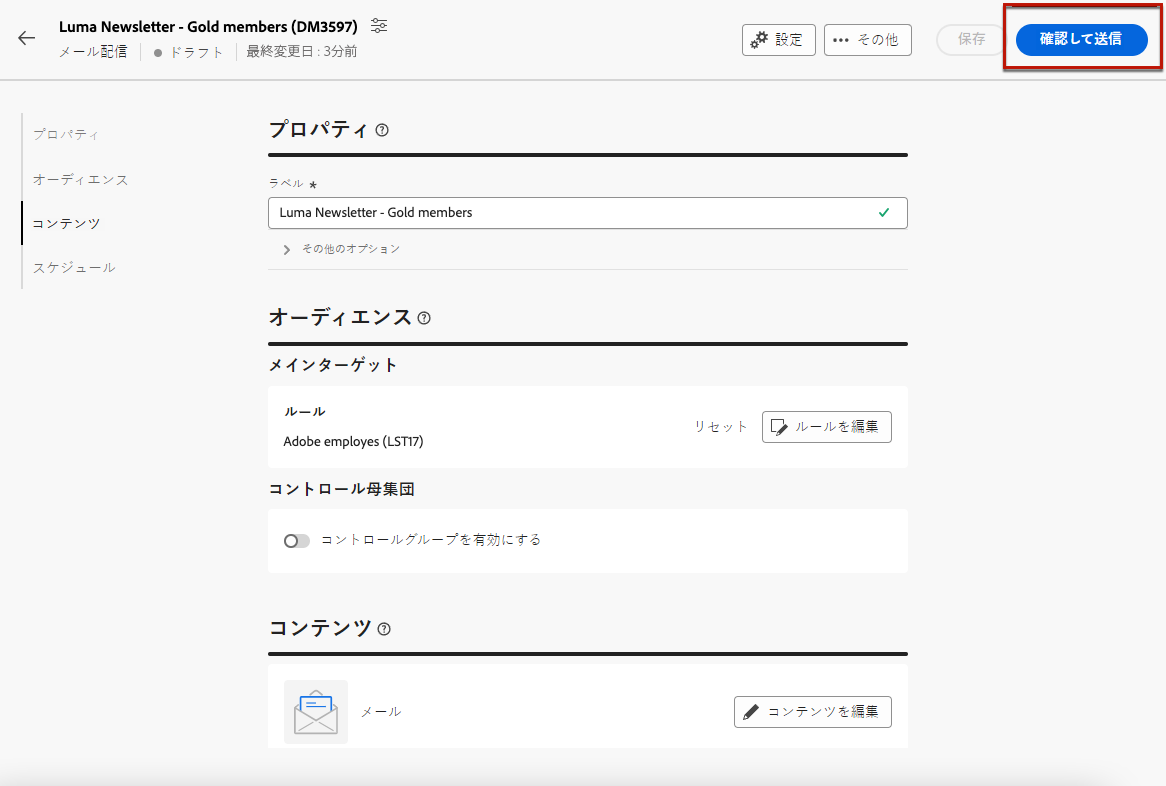 Luma Newsletter - Gold members (DM3597)
メール配信 ドラフト 最終変更日 : 3分前
設定 その他 保存 確認して送信
プロパティ
オーディエンス
コンテンツ
スケジュール
プロパティ
ラベル *
Luma Newsletter - Gold members
その他のオプション
オーディエンス
メインターゲット
ルール
Adobe employes (LST17)
リセット ルールを編集
コントロール母集団
コントロールグループを有効にする
コンテンツ
メール コンテンツを編集